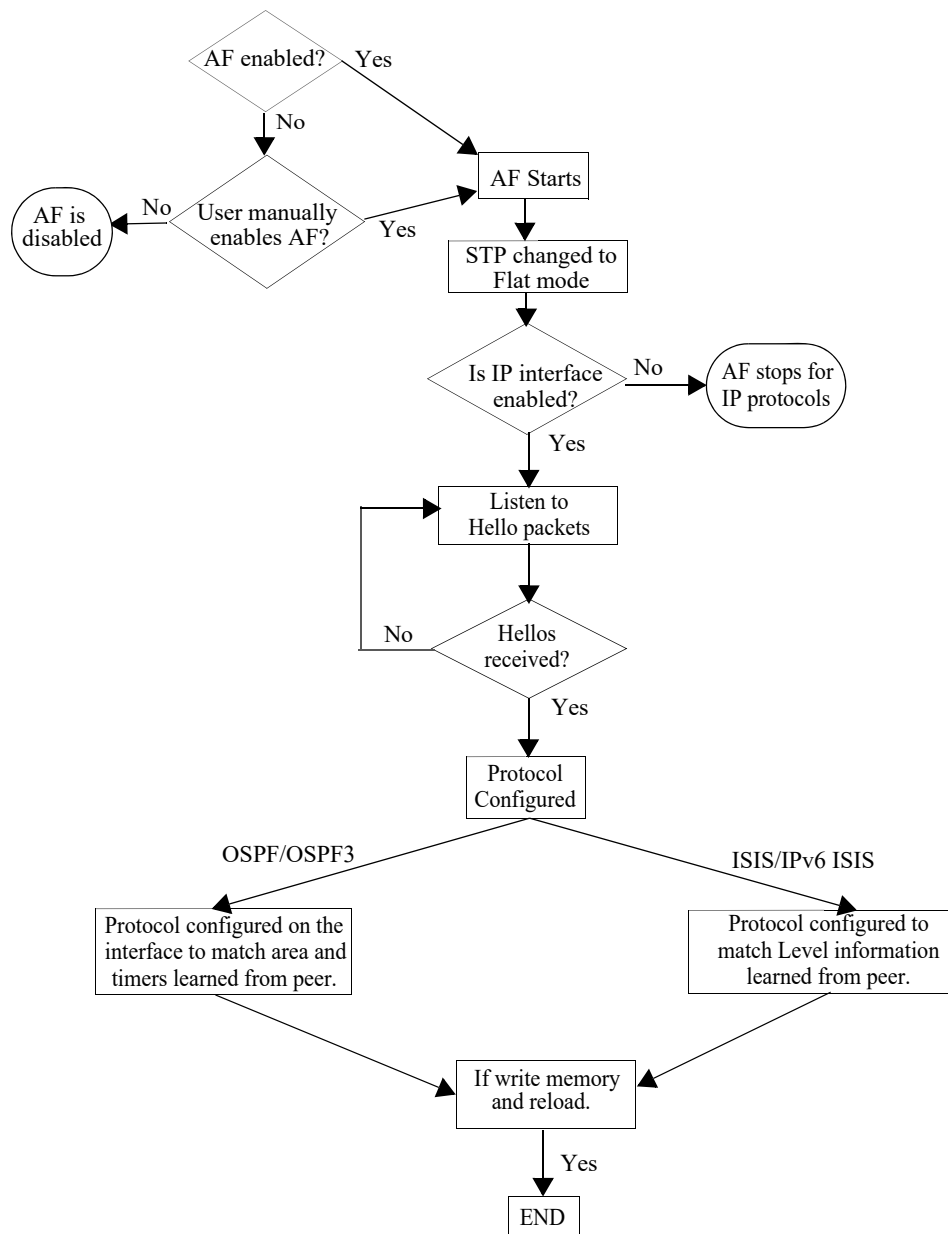 AF enabled?
Yes
No
AF Starts
No
AF is
disabled
User manually
enables AF?
Yes
STP changed to
Flat mode
Is IP interface
enabled?
No
AF stops for
IP protocols
Yes
Listen to
Hello packets
No
Hellos
received?
Yes
Protocol
Configured
OSPF/OSPF3
ISIS/IPv6 ISIS
Protocol configured on the
interface to match area and
timers learned from peer.
Protocol configured to
match Level information
learned from peer.
If write memory
and reload.
Yes
END